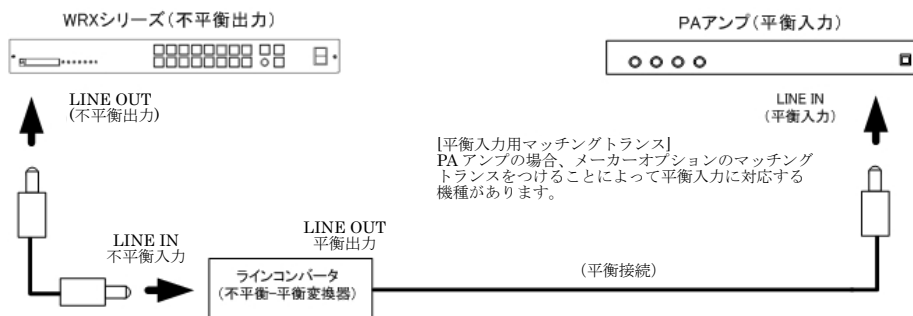 WRXシリーズ(不平衡出力)
PAアンプ(平衡入力)
LINE OUT
(不平衡出力)
LINE IN
(平衡入力)
[平衡入力用マッチングトランス]
PA アンプの場合、メーカーオプションのマッチング
トランスをつけることによって平衡入力に対応する
機種があります。
LINE OUT
平衡出力
LINE IN
不平衡入力
ラインコンバータ
(不平衡−平衡変換器)
(平衡接続)